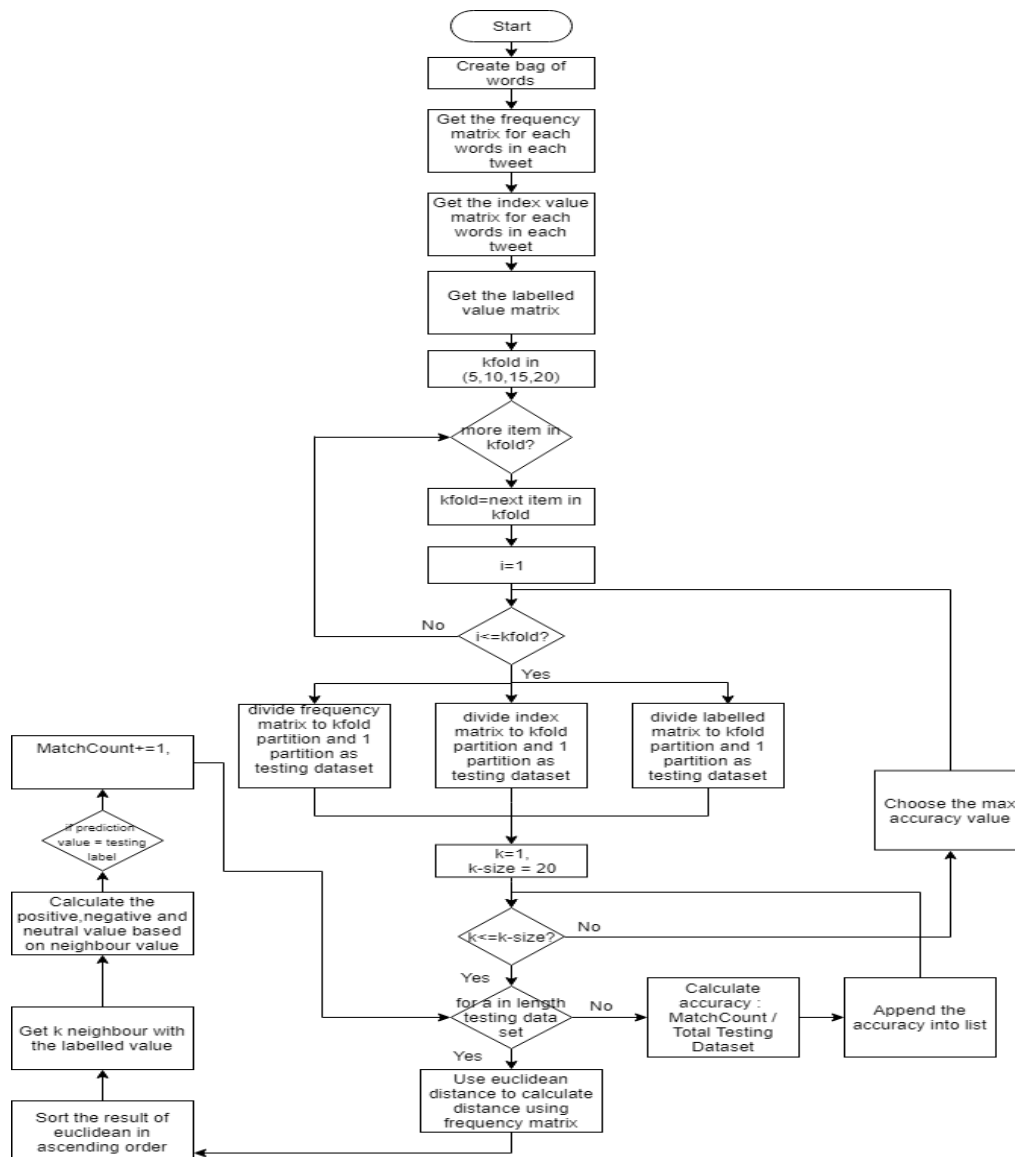 Start
Create bag of
words
Get the frequency
matrix for each
words in each
tweet
Get the index value
matrix for each
words in each
tweet
Get the labelled
value matrix
kfold in
(5,10,15,20)
more item in
kfold?
kfold=next item in
kfold
i=1
i<=kfold?
No
Yes
divide frequency
matrix to kfold
partition and 1
partition as
testing dataset
divide index
matrix to kfold
partition and 1
partition as
testing dataset
divide labelled
matrix to kfold
partition and 1
partition as
testing dataset
k=1,
k-size = 20
k<=k-size?
No
Choose the max
accuracy value
Yes
for a in length
testing data
set
No
Calculate
accuracy :
MatchCount /
Total Testing
Dataset
Append the
accuracy into list
Yes
Use euclidean
distance to calculate
distance using
frequency matrix
Sort the result of
euclidean in
ascending order
Get k neighbour with
the labelled value
Calculate the
positive,negative and
neutral value based
on neighbour value
if prediction
value = testing
label
MatchCount+=1,